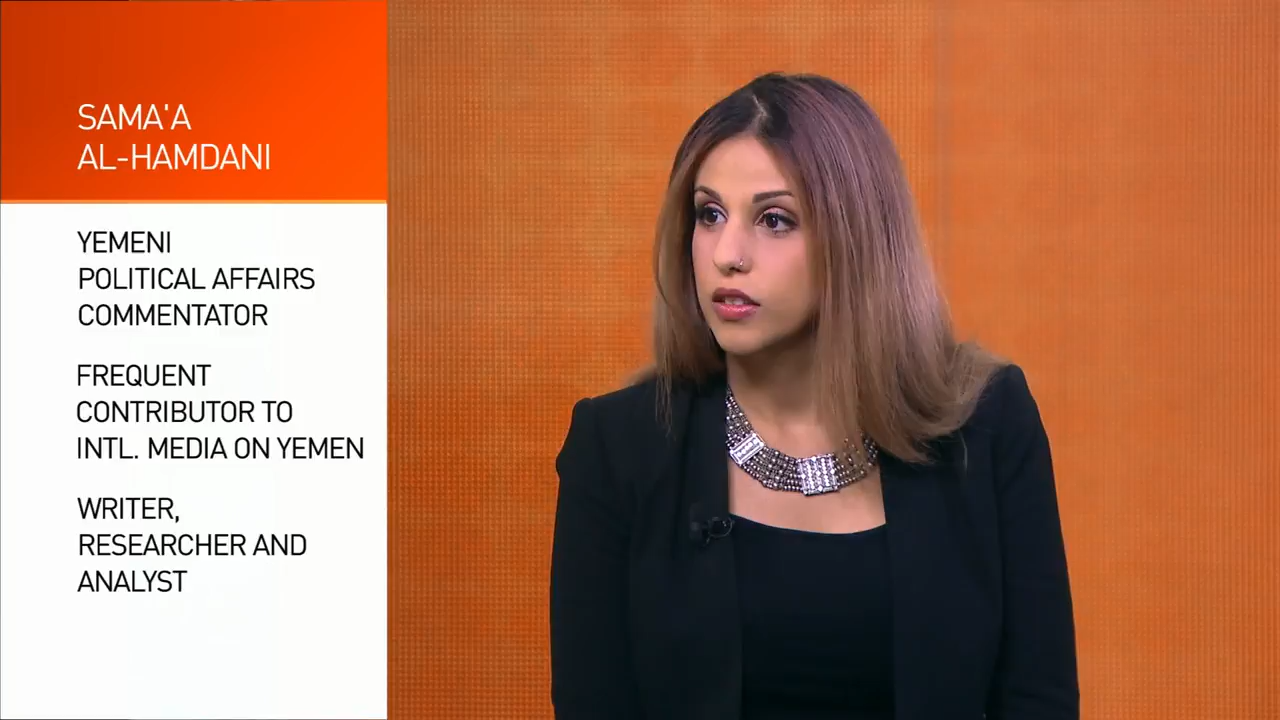 SAMA'A
AL-HAMDANI
YEMENI
POLITICAL AFFAIRS
COMMENTATOR
FREQUENT
CONTRIBUTOR TO
INTL. MEDIA ON YEMEN
WRITER,
RESEARCHER AND
ANALYST